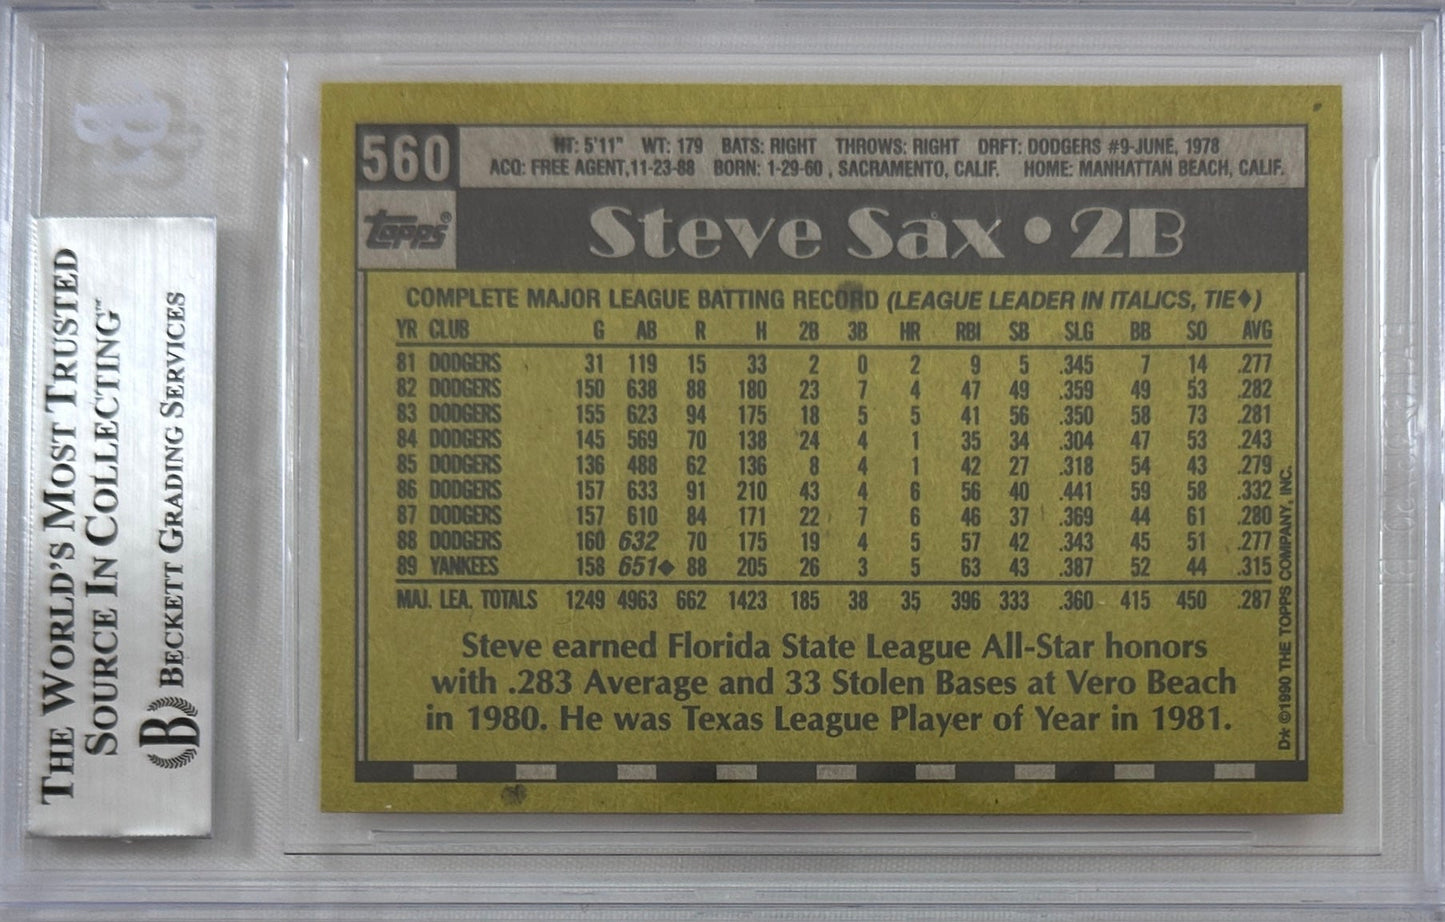 THE WORLD'S MOST TRUSTED
SOURCE IN COLLECTING™
B BECKETT GRADING SERVICES
560
HT: 5'11" WT: 179 BATS: RIGHT THROWS: RIGHT DRFT: DODGERS #9-JUNE, 1978
ACQ: FREE AGENT,11-23-88 BORN: 1-29-60 , SACRAMENTO, CALIF. HOME: MANHATTAN BEACH, CALIF.
topps®
Steve Sax • 2B
COMPLETE MAJOR LEAGUE BATTING RECORD (LEAGUE LEADER IN ITALICS, TIE♦)
YR CLUB G AB R H 2B 3B HR RBI SB SLG BB SO AVG
81 DODGERS 31 119 15 33 2 0 2 9 5 .345 7 14 .277
82 DODGERS 150 638 88 180 23 7 4 47 49 .359 49 53 .282
83 DODGERS 155 623 94 175 18 5 5 41 56 .350 58 73 .281
84 DODGERS 145 569 70 138 24 4 1 35 34 .304 47 53 .243
85 DODGERS 136 488 62 136 8 4 1 42 27 .318 54 43 .279
86 DODGERS 157 633 91 210 43 4 6 56 40 .441 59 58 .332
87 DODGERS 157 610 84 171 22 7 6 46 37 .369 44 61 .280
88 DODGERS 160 632 70 175 19 4 5 57 42 .343 45 51 .277
89 YANKEES 158 651♦ 88 205 26 3 5 63 43 .387 52 44 .315
MAJ. LEA. TOTALS 1249 4963 662 1423 185 38 35 396 333 .360 415 450 .287
Steve earned Florida State League All-Star honors
with .283 Average and 33 Stolen Bases at Vero Beach
in 1980. He was Texas League Player of Year in 1981.
D★ ©1990 THE TOPPS COMPANY, INC.